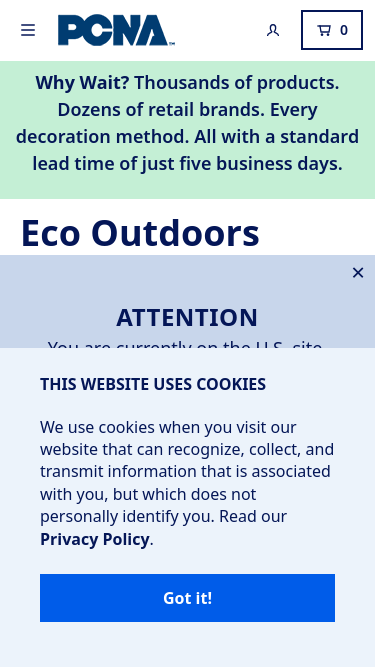 PCNA
0
Why Wait? Thousands of products.
Dozens of retail brands. Every
decoration method. All with a standard
lead time of just five business days.
Eco Outdoors
ATTENTION
You are currently on the U.S. site.
THIS WEBSITE USES COOKIES
We use cookies when you visit our
website that can recognize, collect, and
transmit information that is associated
with you, but which does not
personally identify you. Read our
Privacy Policy.
Got it!